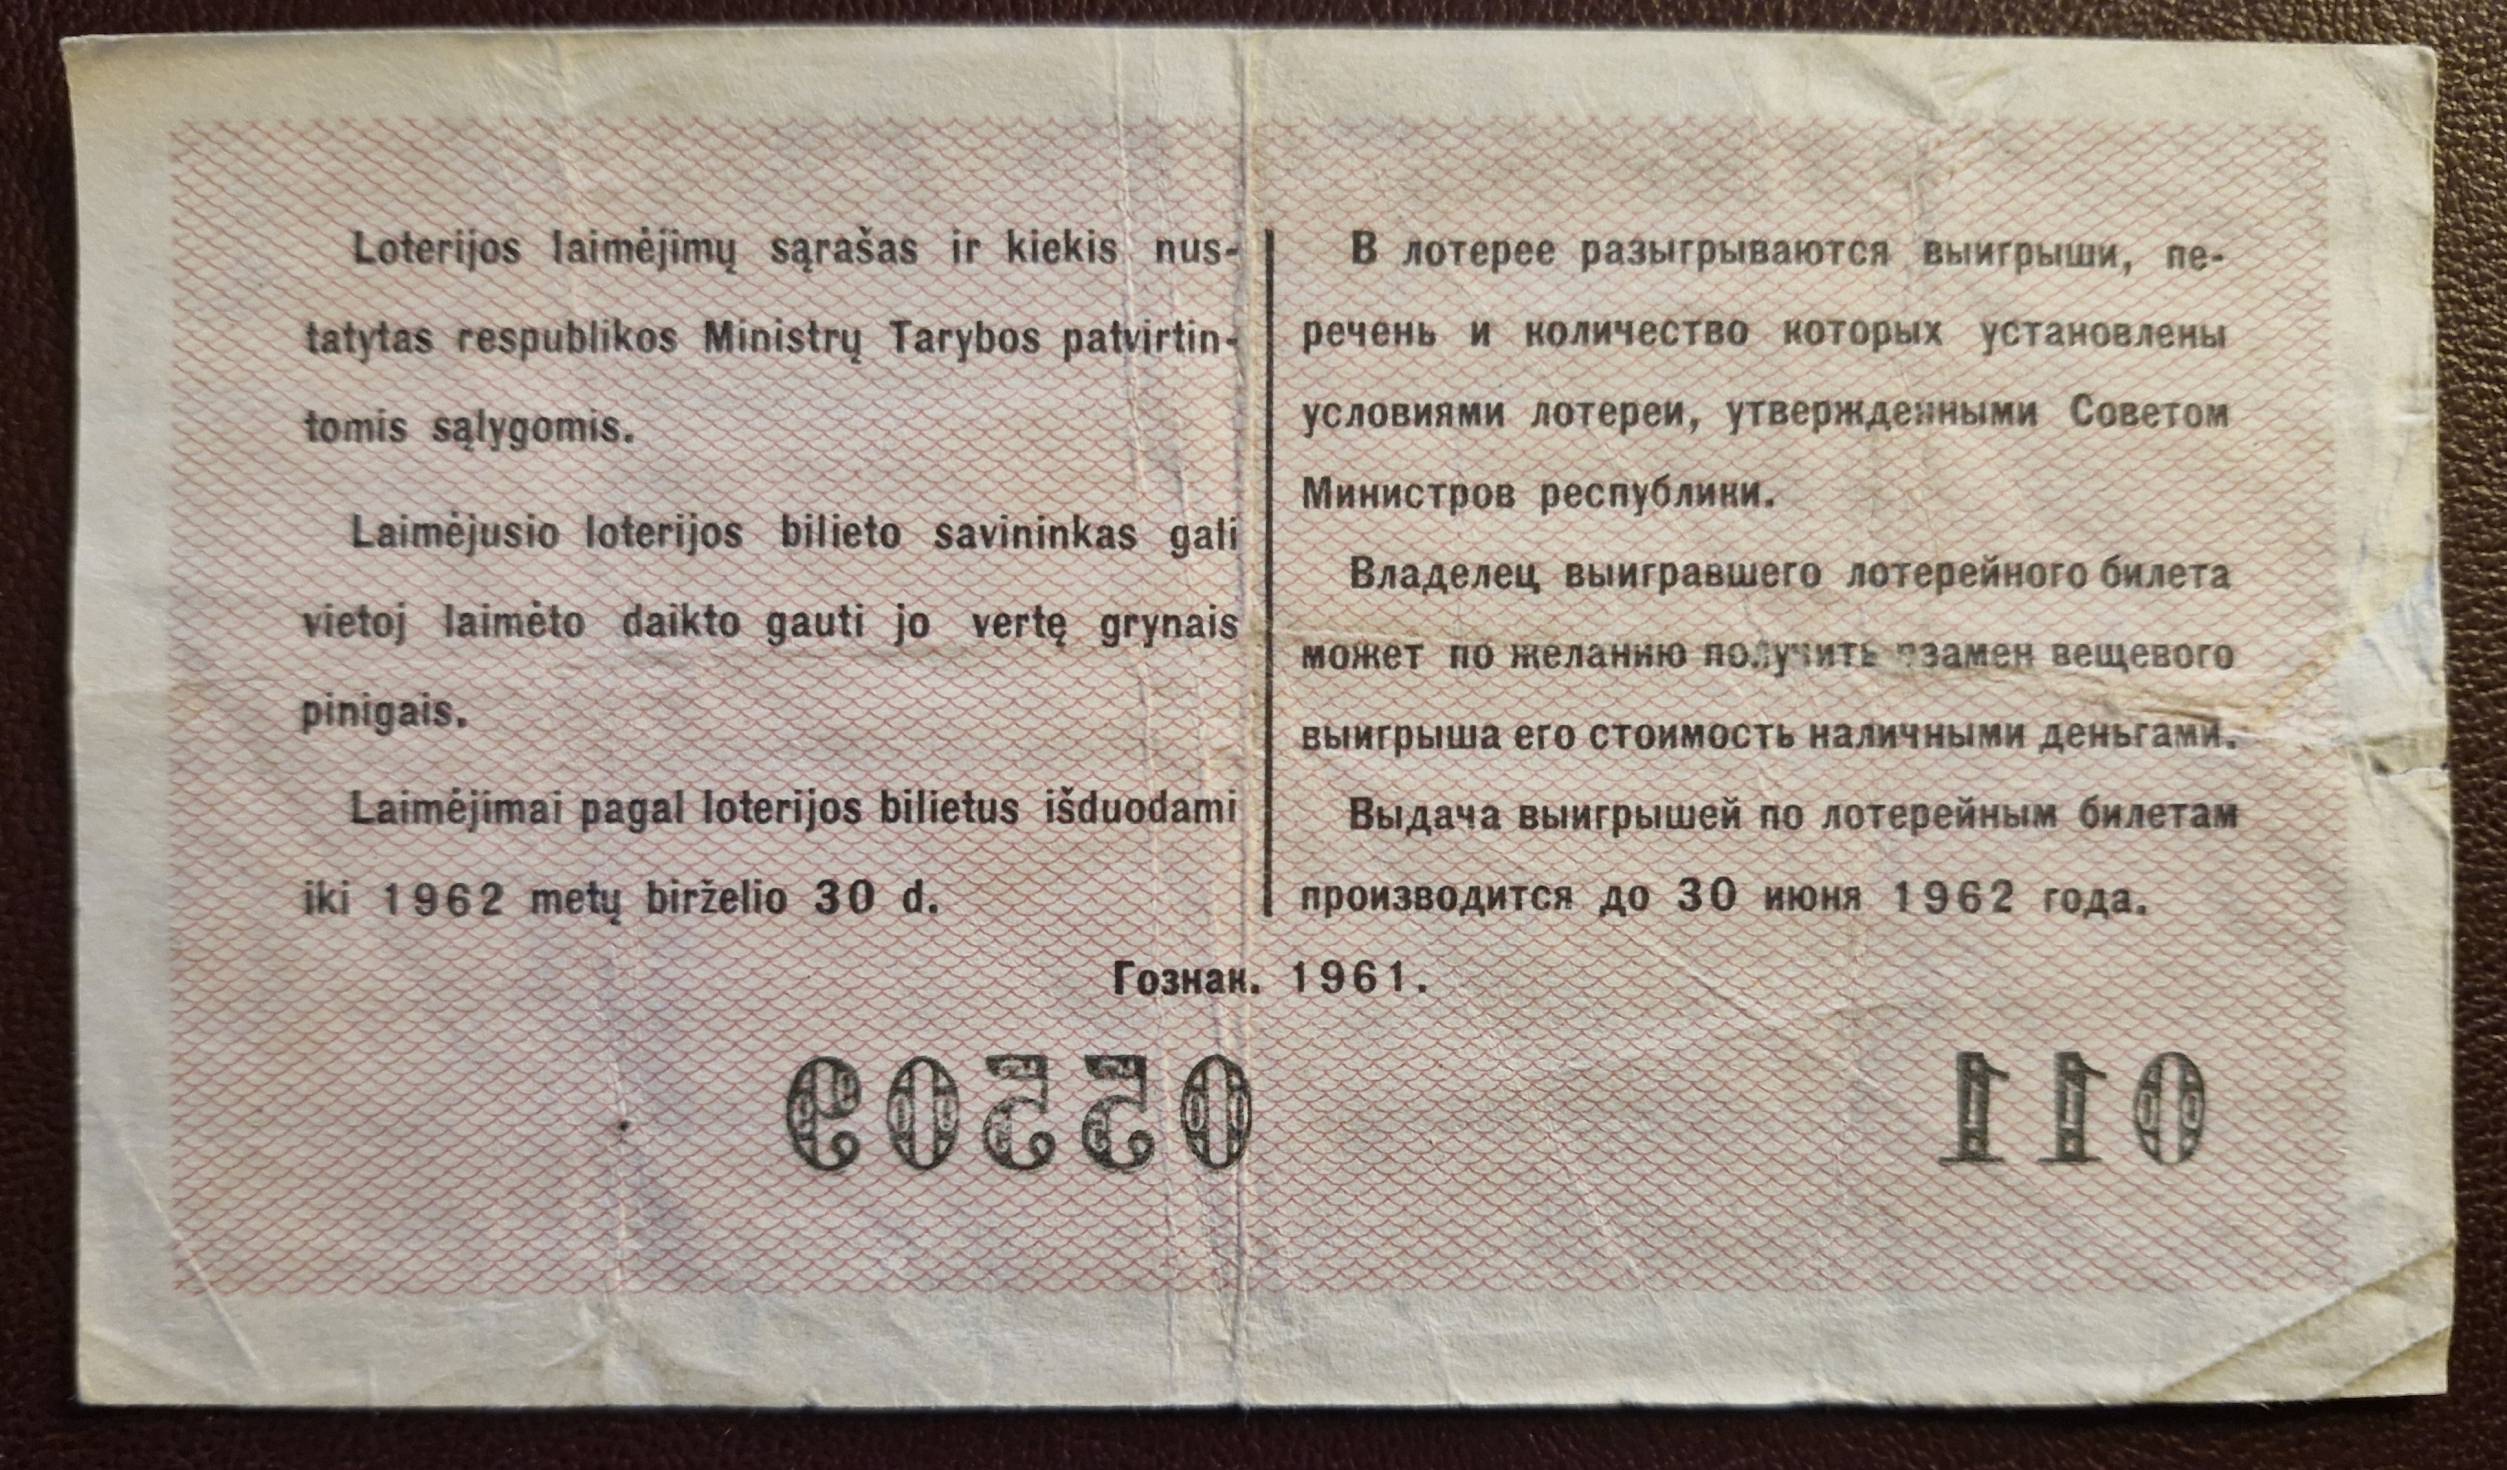 Loterijos laimėjimų sąrašas ir kiekis nus-
tatytas respublikos Ministrų Tarybos patvirtin-
tomis sąlygomis.
Laimėjusio loterijos bilieto savininkas gali
vietoj laimėto daikto gauti jo vertę grynais
pinigais.
Laimėjimai pagal loterijos bilietus išduodami
iki 1962 metų birželio 30 d.
В лотерее разыгрываются выигрыши, пе-
речень и количество которых установлены
условиями лотереи, утвержденными Советом
Министров республики.
Владелец выигравшего лотерейного билета
может по желанию получить взамен вещевого
выигрыша его стоимость наличными деньгами.
Выдача выигрышей по лотерейным билетам
производится до 30 июня 1962 года.
Гознак. 1961.
05509 011